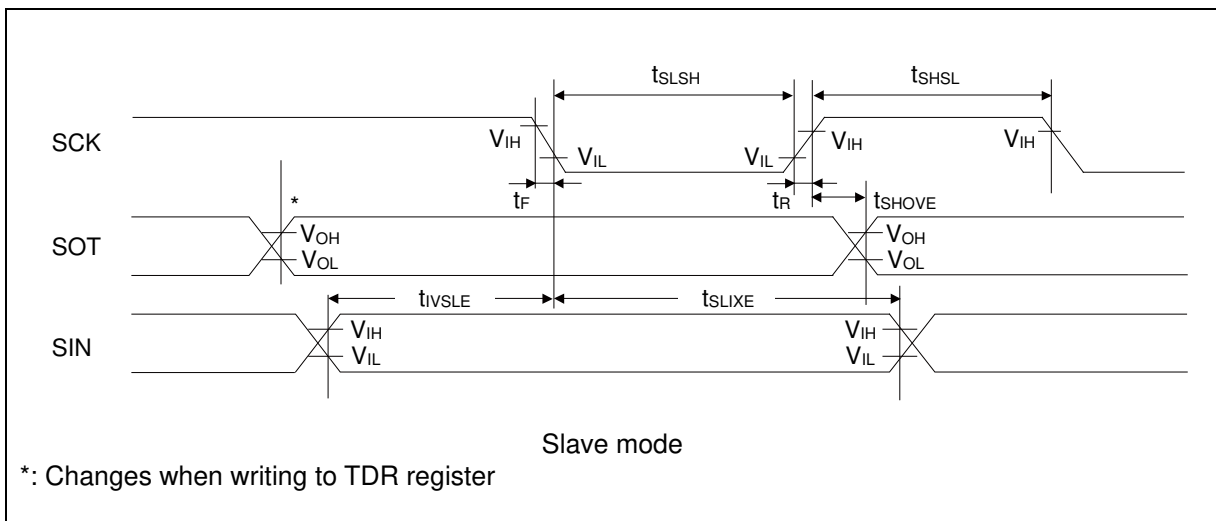 tSLSH tSHSL
SCK VIH VIL VIL VIH VIH
tF tR tSHOVE
*
SOT VOH VOH
VOL VOL
tIVSLE tSLIXE
SIN VIH VIH
VIL VIL
Slave mode
*: Changes when writing to TDR register